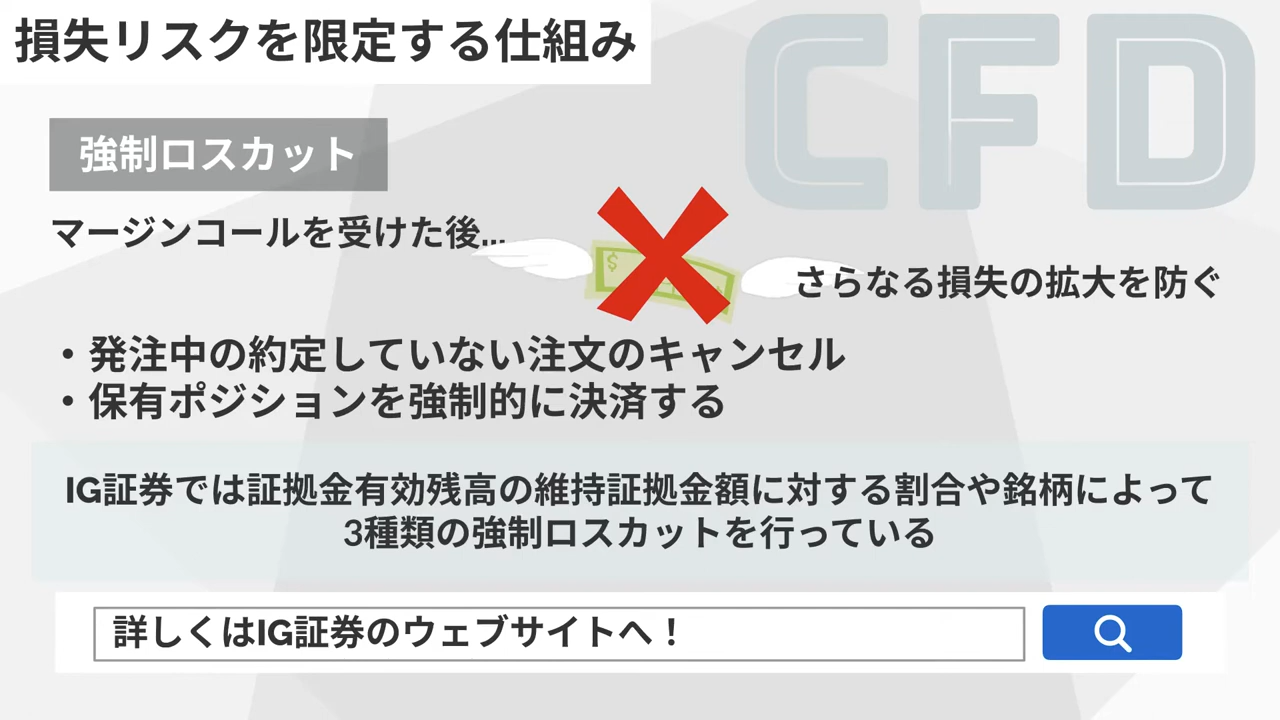 損失リスクを限定する仕組み
CFD
強制ロスカット
マージンコールを受けた後...
$
さらなる損失の拡大を防ぐ
・発注中の約定していない注文のキャンセル
・保有ポジションを強制的に決済する
IG証券では証拠金有効残高の維持証拠金額に対する割合や銘柄によって
3種類の強制ロスカットを行っている
詳しくはIG証券のウェブサイトへ！